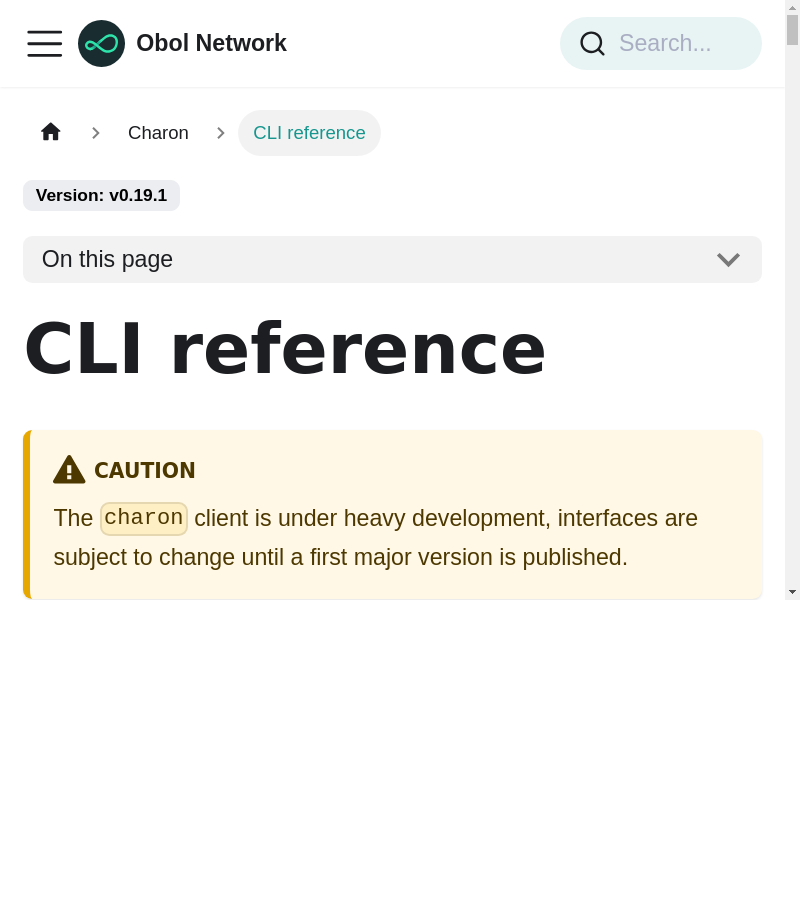 Obol Network
Search...
Charon
CLI reference
Version: v0.19.1
On this page
CLI reference
CAUTION
The charon client is under heavy development, interfaces are
subject to change until a first major version is published.